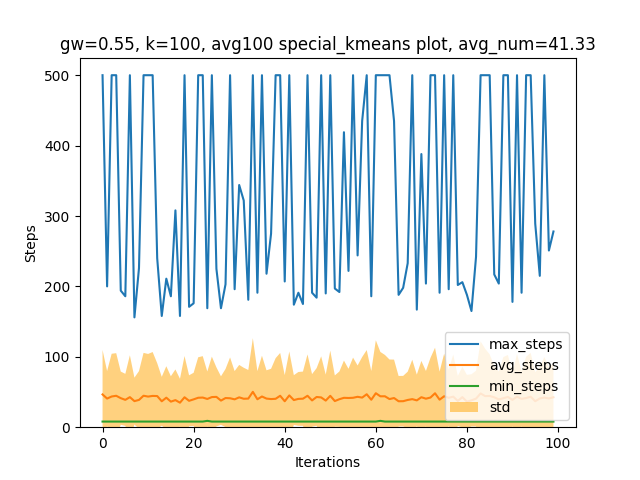 gw=0.55, k=100, avg100 special_kmeans plot, avg_num=41.33
500
400
300
200
100
0
Steps
max_steps
avg_steps
min_steps
std
0
20
40
60
80
100
Iterations